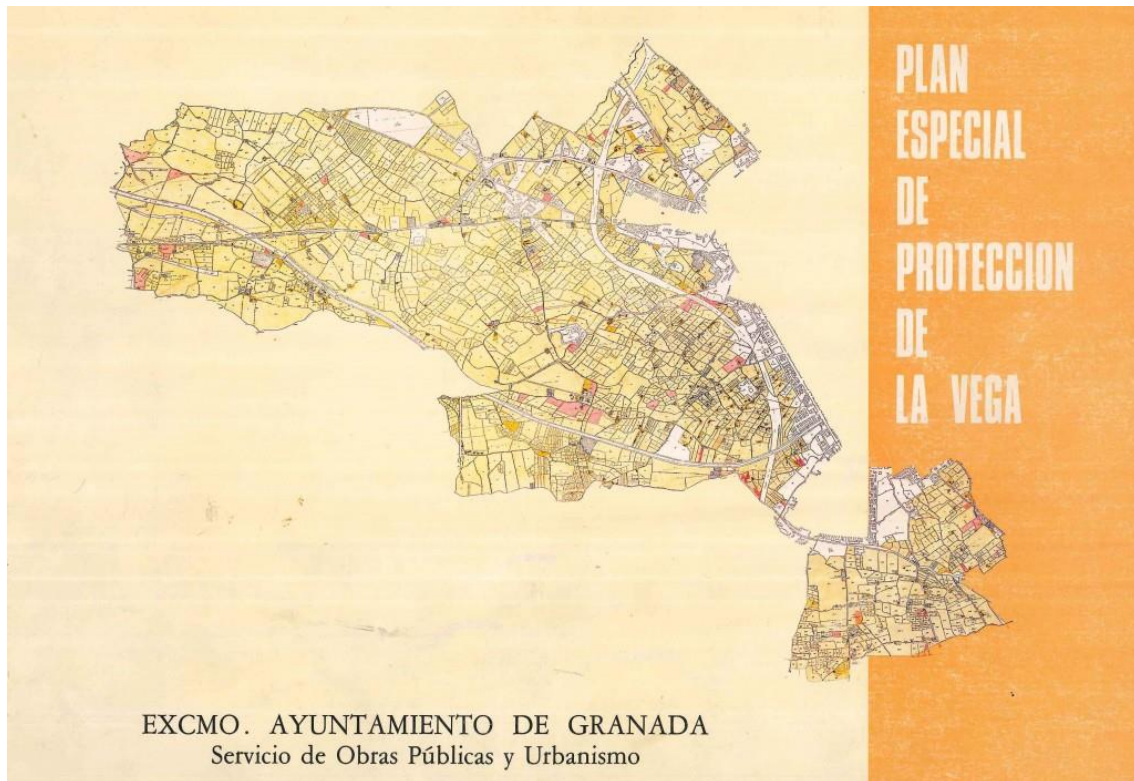 PLAN
ESPECIAL
DE
PROTECCION
DE
LA VEGA
EXCMO. AYUNTAMIENTO DE GRANADA
Servicio de Obras Públicas y Urbanismo